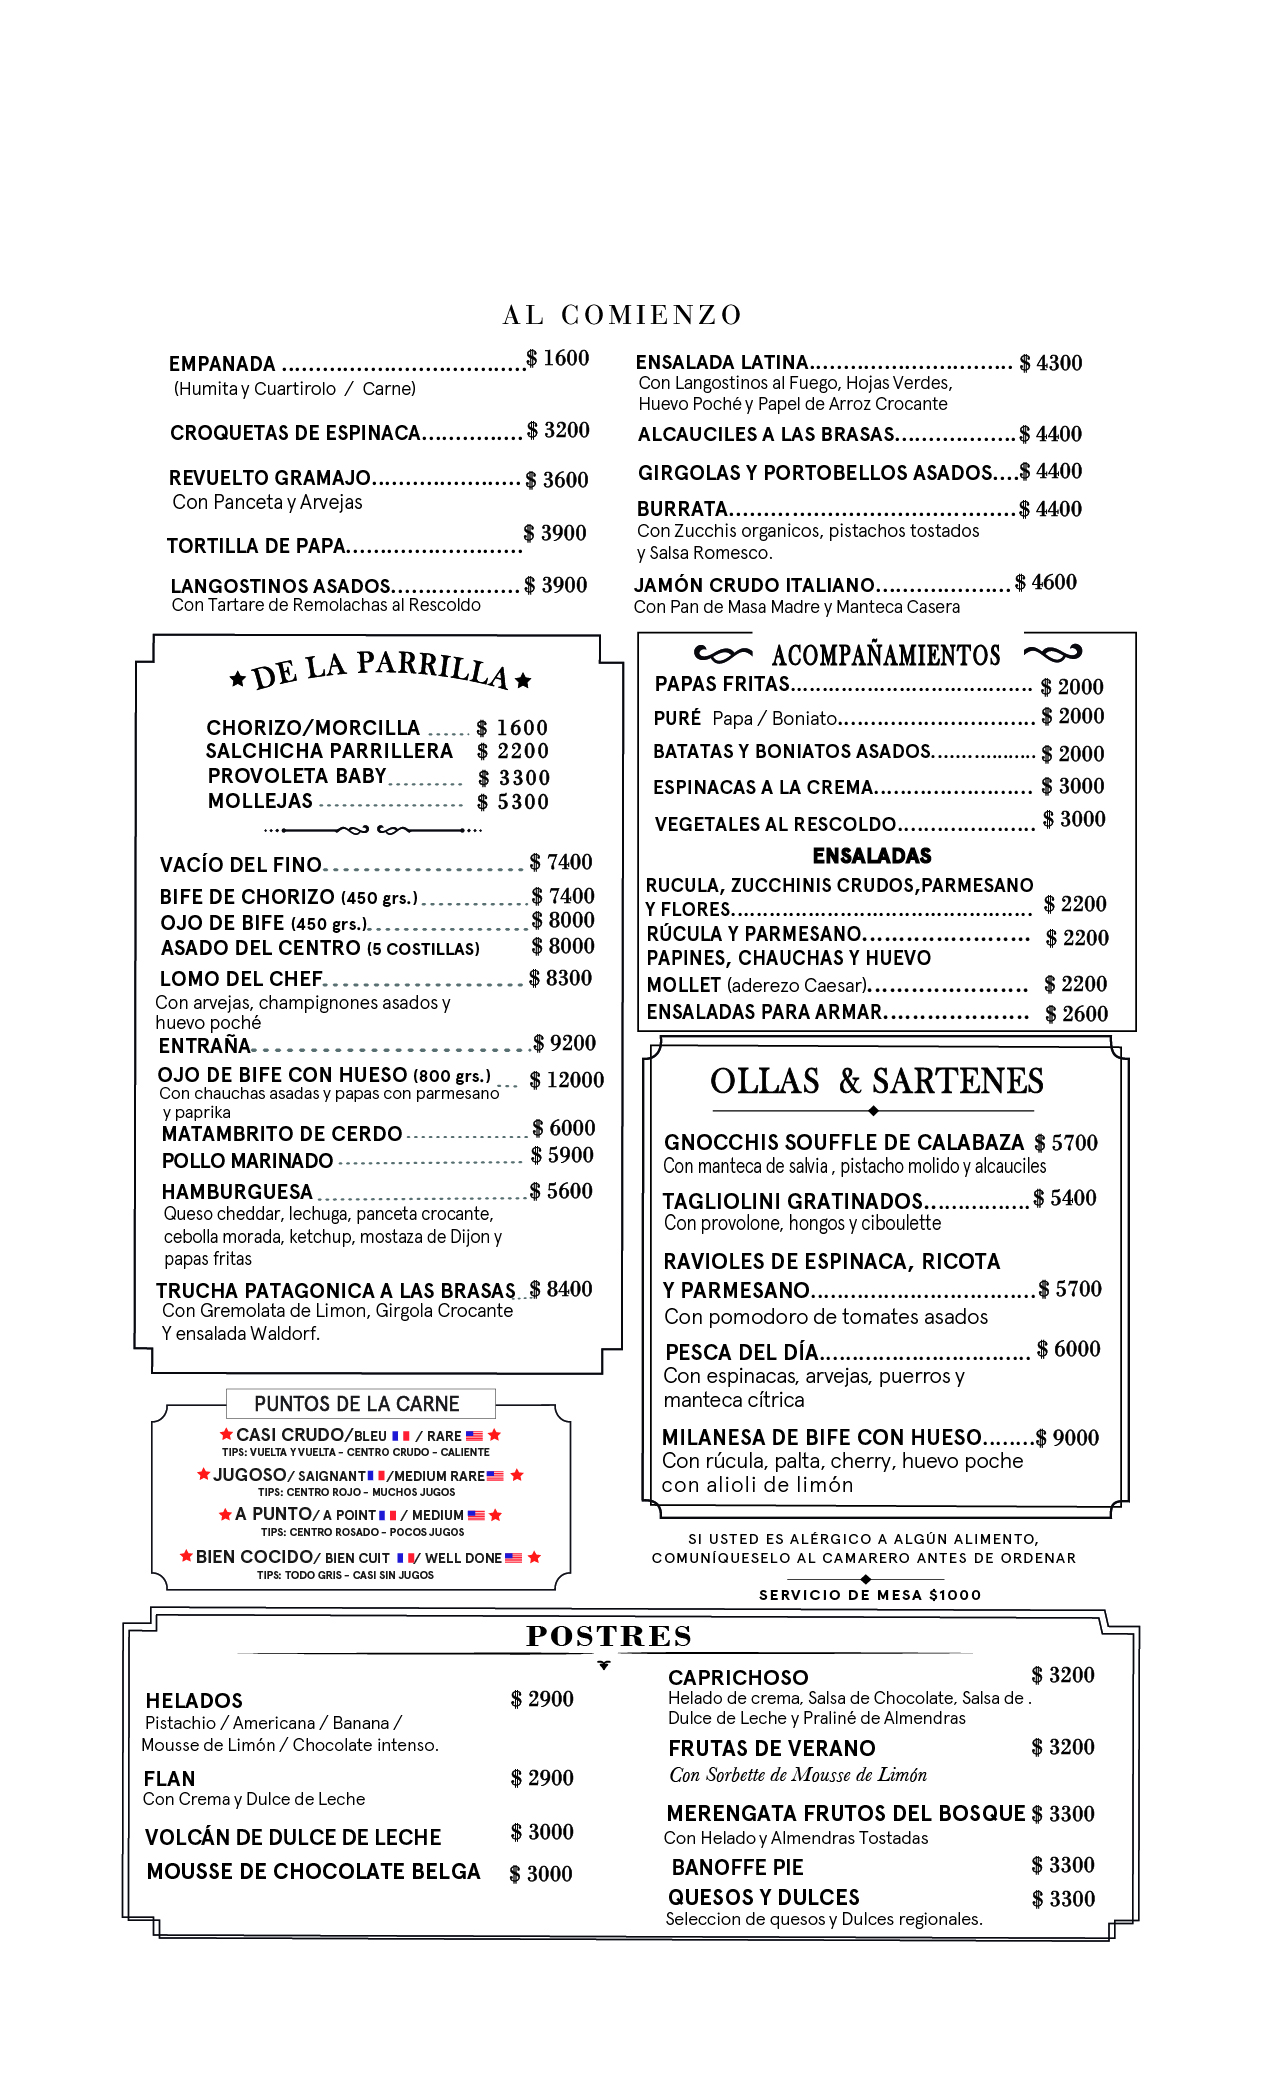 AL COMIENZO
EMPANADA .................................... $ 1600
(Humita y Cuartirolo / Carne)
CROQUETAS DE ESPINACA............... $ 3200
REVUELTO GRAMAJO...................... $ 3600
Con Panceta y Arvejas
TORTILLA DE PAPA.......................... $ 3900
LANGOSTINOS ASADOS................... $ 3900
Con Tartare de Remolachas al Rescoldo
ENSALADA LATINA.............................. $ 4300
Con Langostinos al Fuego, Hojas Verdes,
Huevo Poché y Papel de Arroz Crocante
ALCAUCILES A LAS BRASAS.................. $ 4400
GIRGOLAS Y PORTOBELLOS ASADOS.... $ 4400
BURRATA........................................... $ 4400
Con Zucchis organicos, pistachos tostados
y Salsa Romesco.
JAMÓN CRUDO ITALIANO.................... $ 4600
Con Pan de Masa Madre y Manteca Casera
DE LA PARRILLA
CHORIZO/MORCILLA ...... $ 1600
SALCHICHA PARRILLERA $ 2200
PROVOLETA BABY........... $ 3300
MOLLEJAS ..................... $ 5300
VACÍO DEL FINO........................ $ 7400
BIFE DE CHORIZO (450 grs.) ............. $ 7400
OJO DE BIFE (450 grs.)................... $ 8000
ASADO DEL CENTRO (5 COSTILLAS) $ 8000
LOMO DEL CHEF........................ $ 8300
Con arvejas, champignones asados y
huevo poché
ENTRAÑA............................ $ 9200
OJO DE BIFE CON HUESO (800 grs.) ... $ 12000
Con chauchas asadas y papas con parmesano
y paprika
MATAMBRITO DE CERDO .................. $ 6000
POLLO MARINADO ........................... $ 5900
HAMBURGUESA ............................. $ 5600
Queso cheddar, lechuga, panceta crocante,
cebolla morada, ketchup, mostaza de Dijon y
papas fritas
TRUCHA PATAGONICA A LAS BRASAS... $ 8400
Con Gremolata de Limon, Girgola Crocante
Y ensalada Waldorf.
ACOMPAÑAMIENTOS
PAPAS FRITAS.................................... $ 2000
PURÉ Papa / Boniato.............................. $ 2000
BATATAS Y BONIATOS ASADOS................ $ 2000
ESPINACAS A LA CREMA........................ $ 3000
VEGETALES AL RESCOLDO..................... $ 3000
ENSALADAS
RUCULA, ZUCCHINIS CRUDOS,PARMESANO
Y FLORES............................................. $ 2200
RÚCULA Y PARMESANO........................ $ 2200
PAPINES, CHAUCHAS Y HUEVO
MOLLET (aderezo Caesar)........................ $ 2200
ENSALADAS PARA ARMAR..................... $ 2600
OLLAS & SARTENES
GNOCCHIS SOUFFLE DE CALABAZA $ 5700
Con manteca de salvia , pistacho molido y alcauciles
TAGLIOLINI GRATINADOS................ $ 5400
Con provolone, hongos y ciboulette
RAVIOLES DE ESPINACA, RICOTA
Y PARMESANO.................................. $ 5700
Con pomodoro de tomates asados
PESCA DEL DÍA................................ $ 6000
Con espinacas, arvejas, puerros y
manteca cítrica
MILANESA DE BIFE CON HUESO........ $ 9000
Con rúcula, palta, cherry, huevo poche
con alioli de limón
PUNTOS DE LA CARNE
CASI CRUDO/BLEU / RARE
TIPS: VUELTA Y VUELTA - CENTRO CRUDO - CALIENTE
JUGOSO/ SAIGNANT /MEDIUM RARE
TIPS: CENTRO ROJO - MUCHOS JUGOS
A PUNTO/ A POINT / MEDIUM
TIPS: CENTRO ROSADO - POCOS JUGOS
BIEN COCIDO/ BIEN CUIT / WELL DONE
TIPS: TODO GRIS - CASI SIN JUGOS
SI USTED ES ALÉRGICO A ALGÚN ALIMENTO,
COMUNÍQUESELO AL CAMARERO ANTES DE ORDENAR
SERVICIO DE MESA $1000
POSTRES
HELADOS $ 2900
Pistachio / Americana / Banana /
Mousse de Limón / Chocolate intenso.
FLAN $ 2900
Con Crema y Dulce de Leche
VOLCÁN DE DULCE DE LECHE $ 3000
MOUSSE DE CHOCOLATE BELGA $ 3000
CAPRICHOSO $ 3200
Helado de crema, Salsa de Chocolate, Salsa de .
Dulce de Leche y Praliné de Almendras
FRUTAS DE VERANO $ 3200
Con Sorbette de Mousse de Limón
MERENGATA FRUTOS DEL BOSQUE $ 3300
Con Helado y Almendras Tostadas
BANOFFE PIE $ 3300
QUESOS Y DULCES $ 3300
Seleccion de quesos y Dulces regionales.